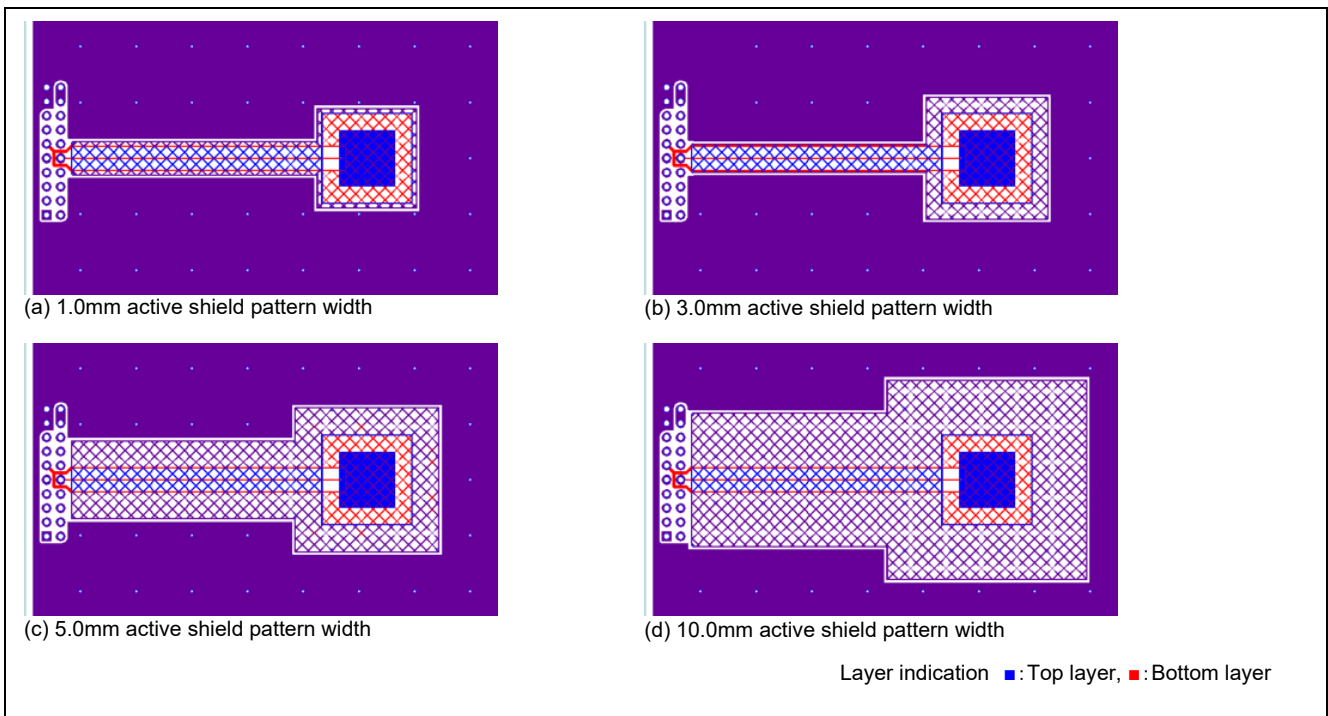 (a) 1.0mm active shield pattern width
(b) 3.0mm active shield pattern width
(c) 5.0mm active shield pattern width
(d) 10.0mm active shield pattern width
Layer indication ■:Top layer, ■:Bottom layer